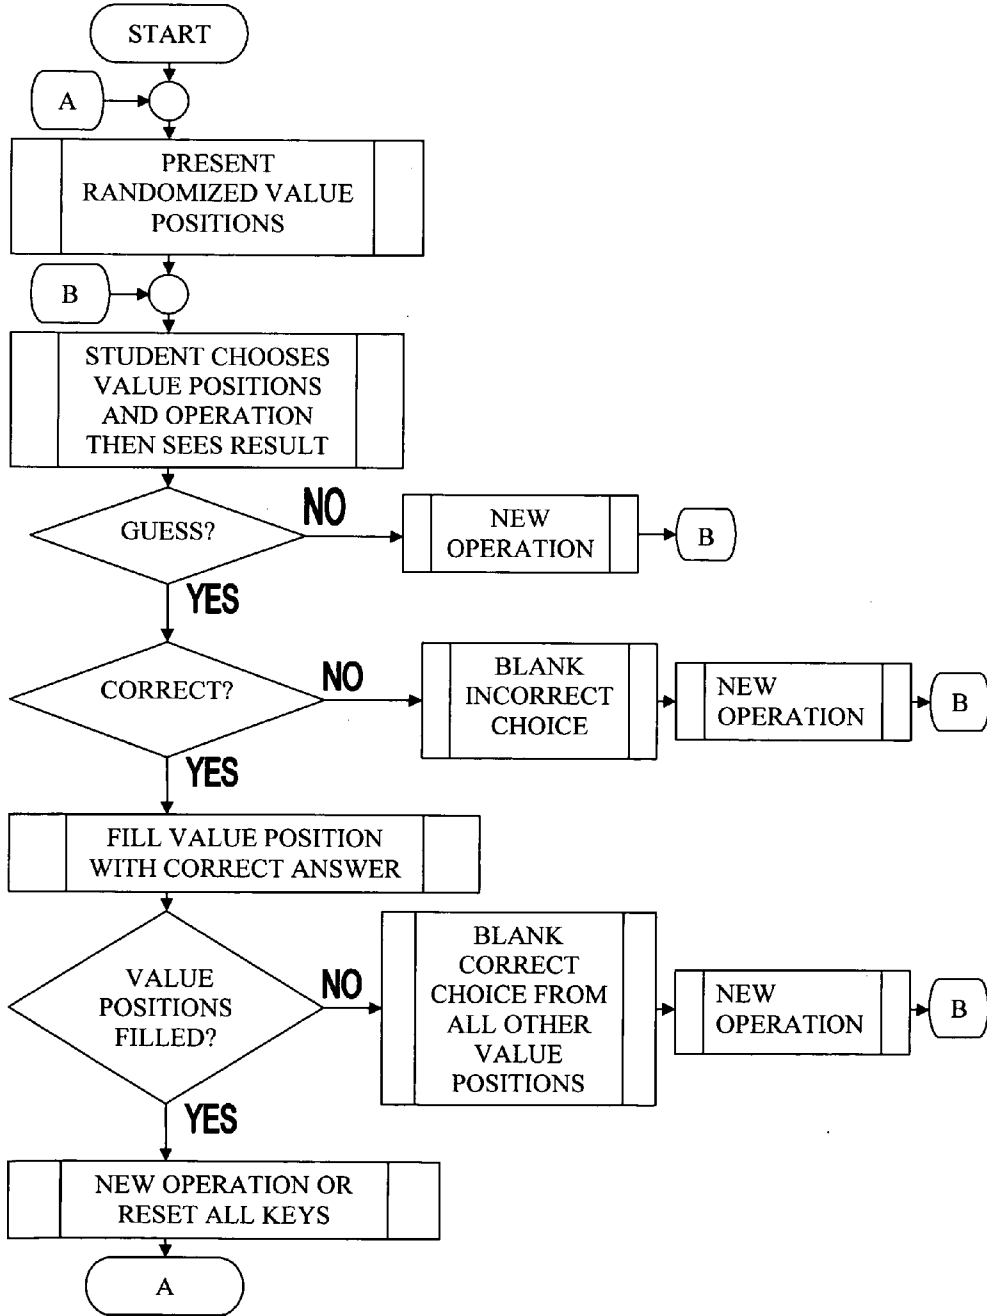 START
A
PRESENT
RANDOMIZED VALUE
POSITIONS
B
STUDENT CHOOSES
VALUE POSITIONS
AND OPERATION
THEN SEES RESULT
GUESS?
NO
NEW
OPERATION
B
YES
CORRECT?
NO
BLANK
INCORRECT
CHOICE
NEW
OPERATION
B
YES
FILL VALUE POSITION
WITH CORRECT ANSWER
VALUE
POSITIONS
FILLED?
NO
BLANK
CORRECT
CHOICE FROM
ALL OTHER
VALUE
POSITIONS
NEW
OPERATION
B
YES
NEW OPERATION OR
RESET ALL KEYS
A